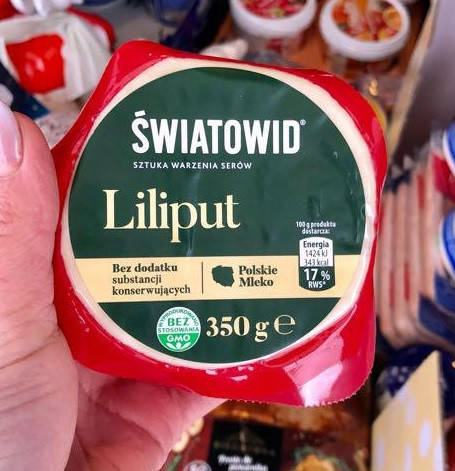 ŚWIATOWID®
SZTUKA WARZENIA SERÓW
Liliput
100 g produktu
dostarcza:
Energia
1424 kJ
343 kcal
17 %
RWS*
Bez dodatku
substancji
konserwujących
Polskie
Mleko
WYPRODUKOWANO
BEZ
STOSOWANIA
GMO
350 g ℮